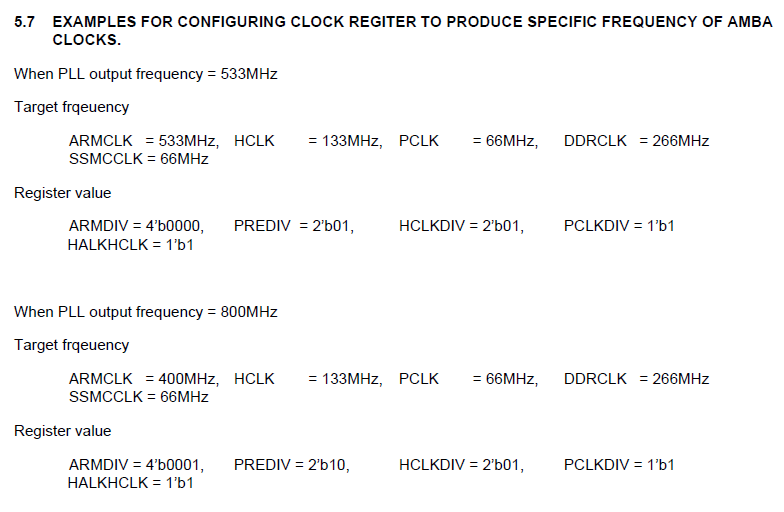 5.7 EXAMPLES FOR CONFIGURING CLOCK REGITER TO PRODUCE SPECIFIC FREQUENCY OF AMBA
CLOCKS.
When PLL output frequency = 533MHz
Target frqeuency
ARMCLK = 533MHz, HCLK = 133MHz, PCLK = 66MHz, DDRCLK = 266MHz
SSMCCLK = 66MHz
Register value
ARMDIV = 4’b0000, PREDIV = 2’b01, HCLKDIV = 2’b01, PCLKDIV = 1’b1
HALKHCLK = 1’b1
When PLL output frequency = 800MHz
Target frqeuency
ARMCLK = 400MHz, HCLK = 133MHz, PCLK = 66MHz, DDRCLK = 266MHz
SSMCCLK = 66MHz
Register value
ARMDIV = 4’b0001, PREDIV = 2’b10, HCLKDIV = 2’b01, PCLKDIV = 1’b1
HALKHCLK = 1’b1